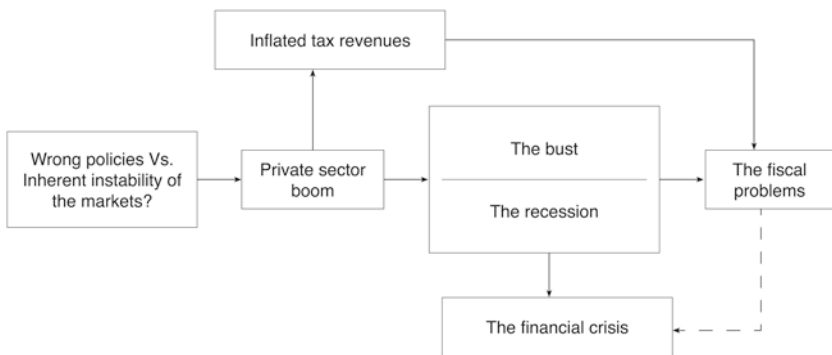 Inflated tax revenues
Wrong policies Vs.
Inherent instability of
the markets?
Private sector
boom
The bust
The recession
The fiscal
problems
The financial crisis